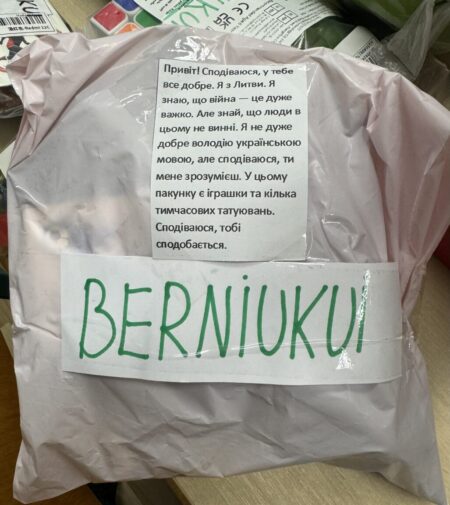 Привіт! Сподіваюся, у тебе
все добре. Я з Литви. Я
знаю, що війна — це дуже
важко. Але знай, що люди в
цьому не винні. Я не дуже
добре володію українською
мовою, але сподіваюся, ти
мене зрозумієш. У цьому
пакунку є іграшки та кілька
тимчасових татуювань.
Сподіваюся, тобі
сподобається.
BERNIUKUI